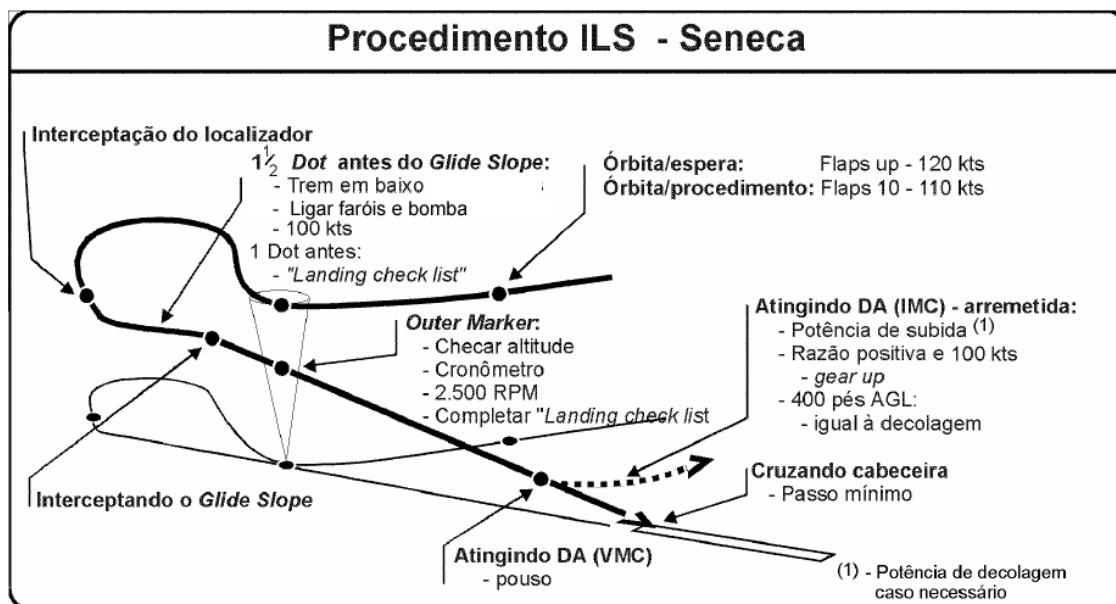 Procedimento ILS - Seneca
Interceptação do localizador
1 1/2 Dot antes do Glide Slope:
- Trem em baixo
- Ligar faróis e bomba
- 100 kts
1 Dot antes:
- "Landing check list"
Órbita/espera: Flaps up - 120 kts
Órbita/procedimento: Flaps 10 - 110 kts
Outer Marker:
- Checar altitude
- Cronômetro
- 2.500 RPM
- Completar "Landing check list
Atingindo DA (IMC) - arremetida:
- Potência de subida (1)
- Razão positiva e 100 kts
- gear up
- 400 pés AGL:
- igual à decolagem
Interceptando o Glide Slope
Cruzando cabeceira
- Passo mínimo
Atingindo DA (VMC)
- pouso
(1) - Potência de decolagem
caso necessário